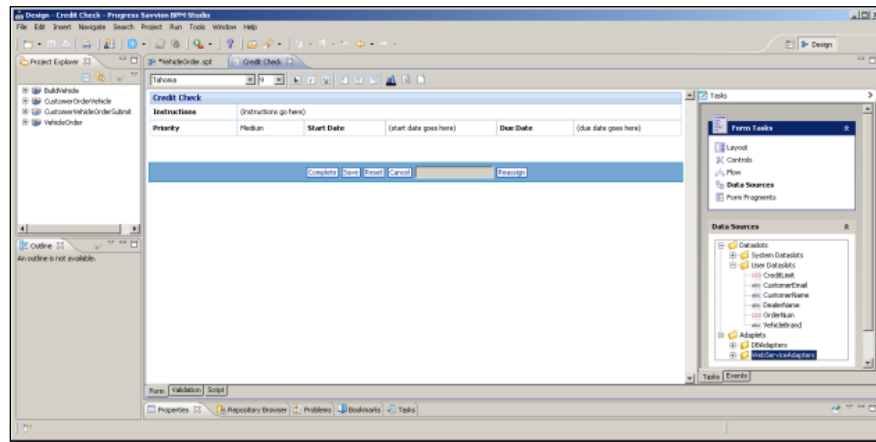 Design - Credit Check - Progress Savvion BPM Studio
File Edit Insert Navigate Search Project Run Tools Window Help
Design
Project Explorer
*VehicleOrder.spt
Credit Check
BuildVehicle
CustomerOrderVehicle
CustomerVehicleOrderSubmit
VehicleOrder
Outline
An outline is not available.
Tahoma 9
Credit Check
Instructions (instructions go here)
Priority Medium Start Date (start date goes here) Due Date (due date goes here)
Complete Save Reset Cancel Reassign
Form Validation Script
Tasks
Form Tasks
Layout
Controls
Flow
Data Sources
Form Fragments
Data Sources
Dataslots
System Dataslots
User Dataslots
CreditLimit
CustomerEmail
CustomerName
DealerName
OrderNum
VehicleBrand
Adaplets
DBAdapters
WebServiceAdapters
Tasks Events
Properties Repository Browser Problems Bookmarks Tasks